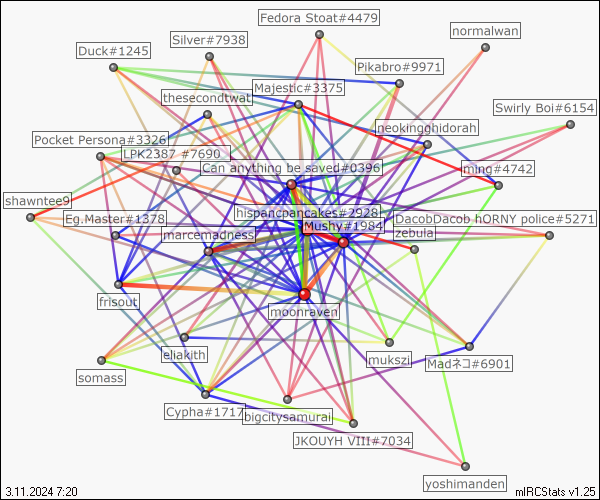 Fedora Stoat#4479
normalwan
Silver#7938
Duck#1245
Pikabro#9971
Majestic#3375
thesecondtwat
Swirly Boi#6154
neokingghidorah
Pocket Persona#3326
LPK2387 #7690
Can anything be saved#0396
ming#4742
shawntee9
hispancpancakes#2928
Eg.Master#1378
DacobDacob hORNY police#5271
Mushy#1984
marcemadness
zebula
frisout
moonraven
eliakith
mukszi
Madネコ#6901
somass
Cypha#1717
bigcitysamurai
JKOUYH VIII#7034
yoshimanden
3.11.2024 7:20
mIRCStats v1.25